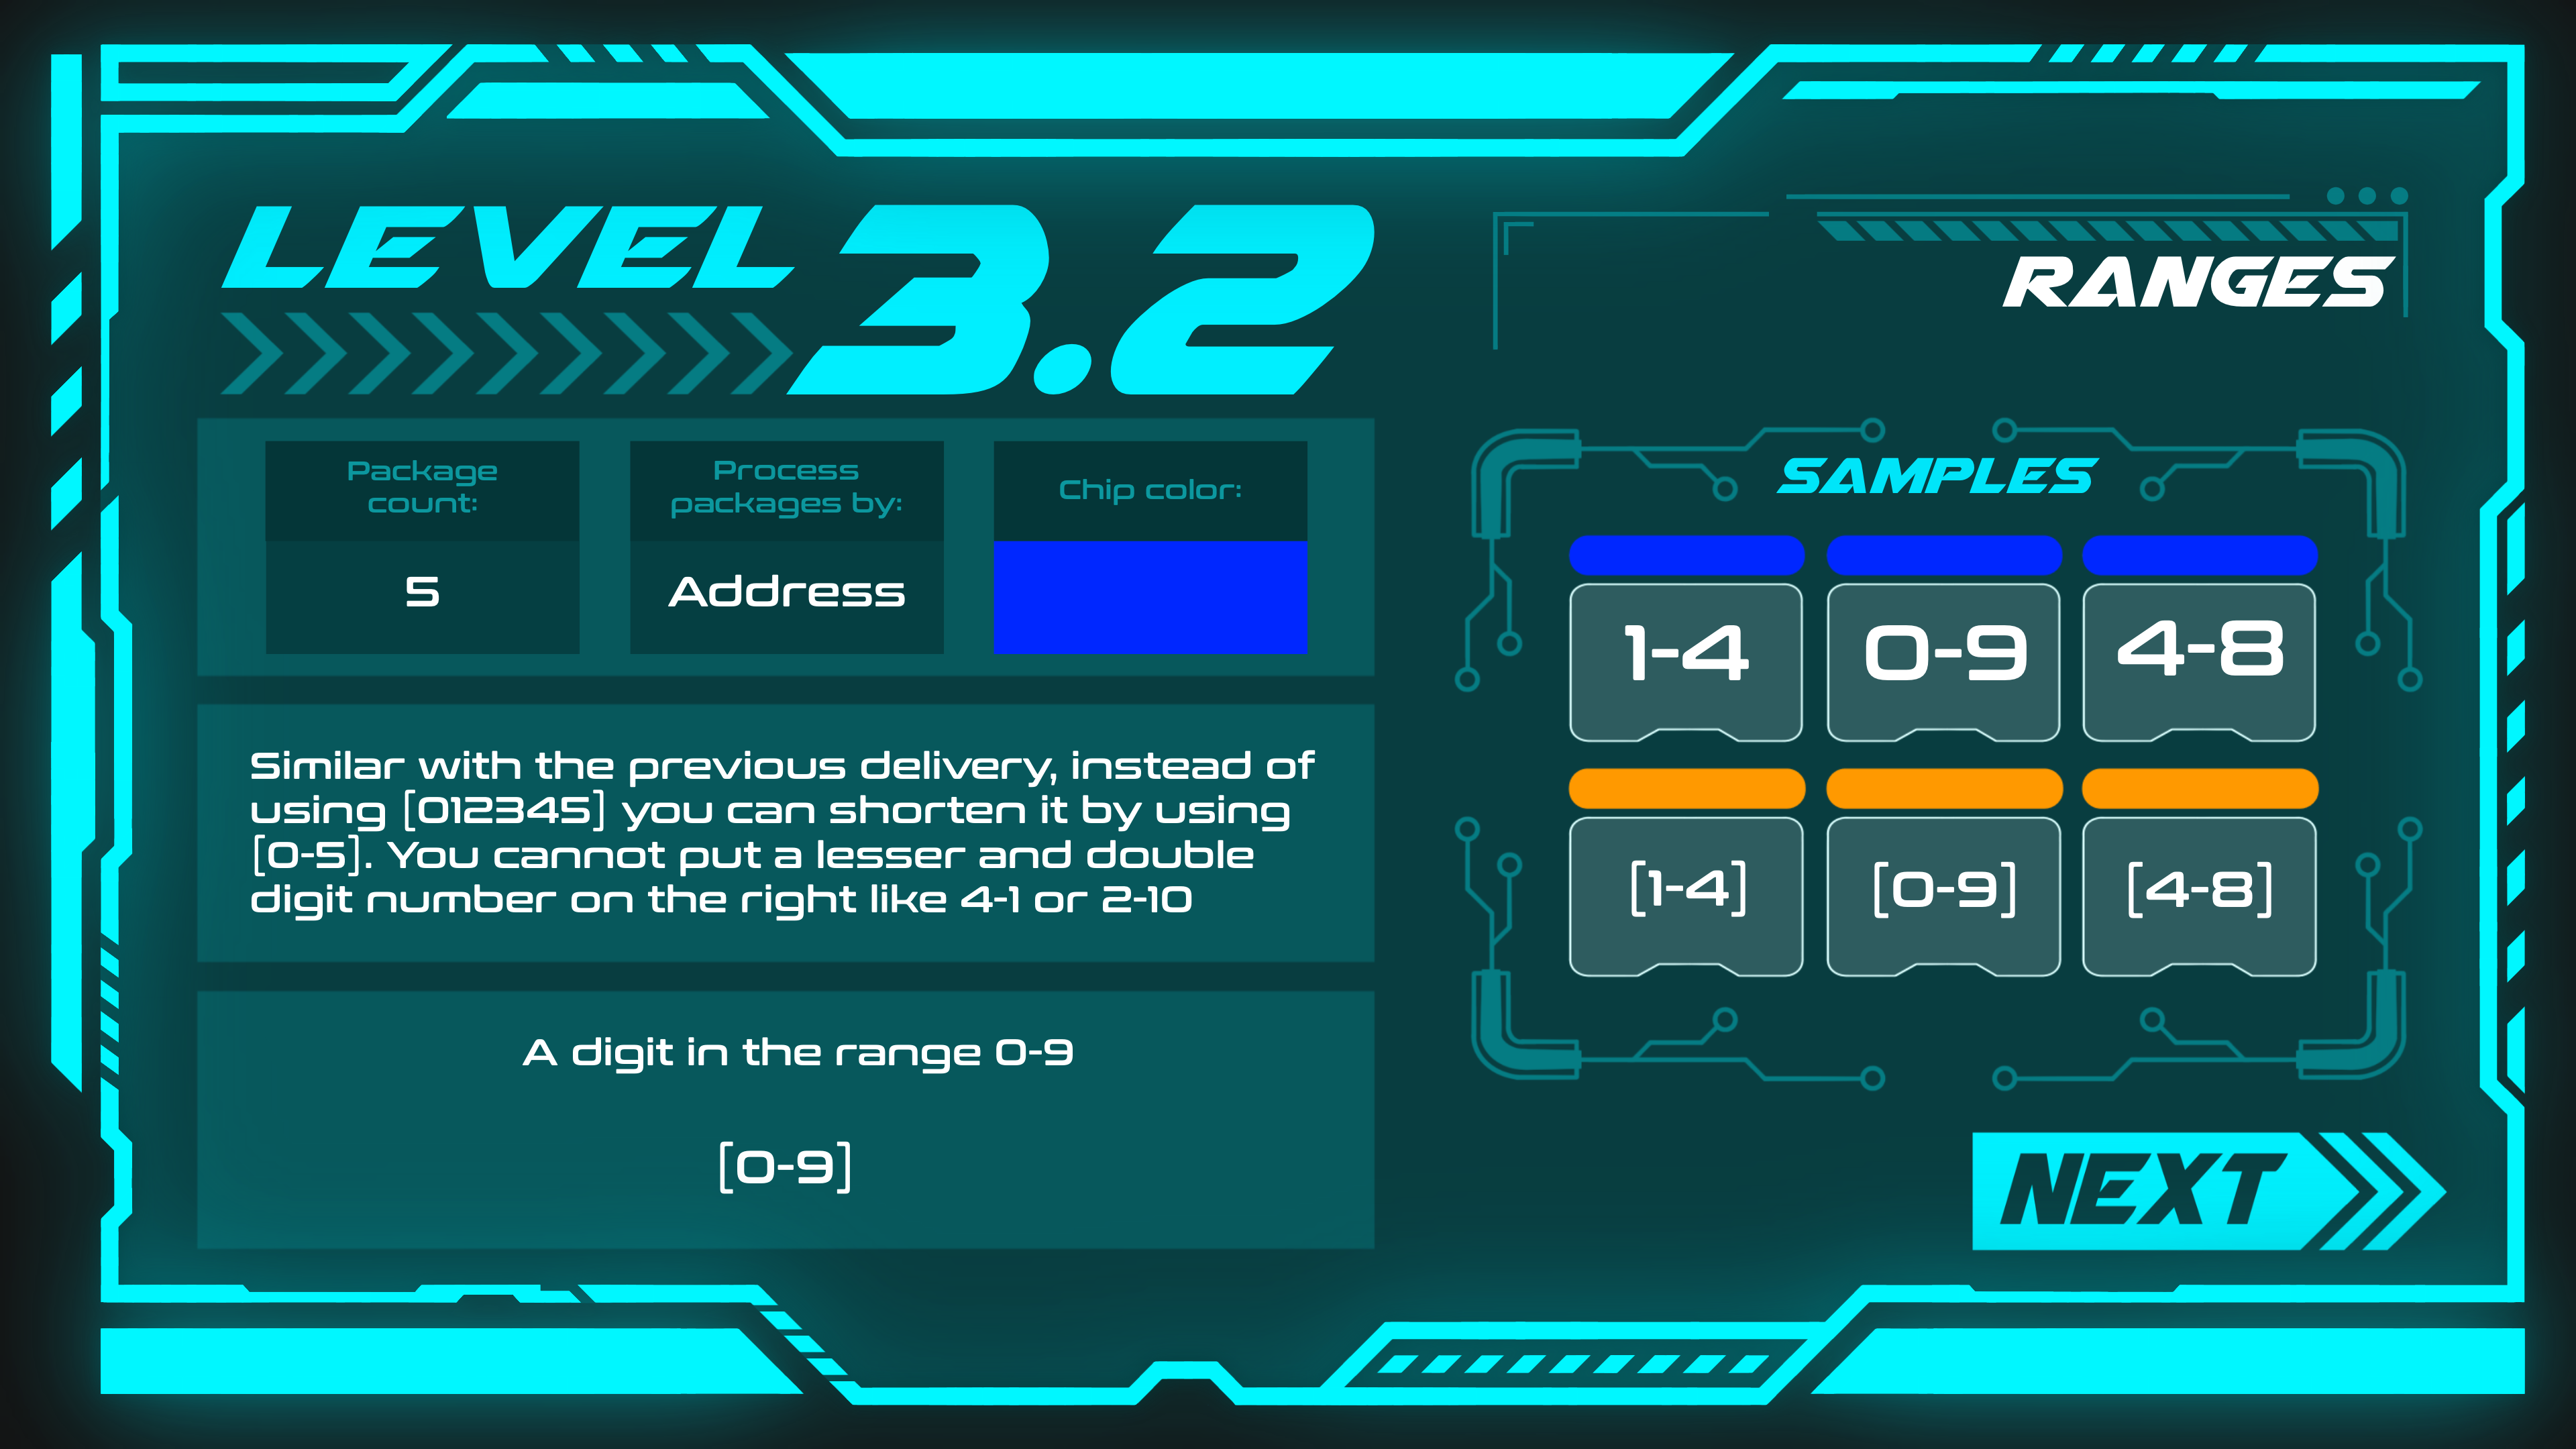 LEVEL 3.2
RANGES
Package
count:
5
Process
packages by:
Address
Chip color:
Similar with the previous delivery, instead of
using [012345] you can shorten it by using
[0-5]. You cannot put a lesser and double
digit number on the right like 4-1 or 2-10
A digit in the range 0-9
[0-9]
SAMPLES
1-4 0-9 4-8
[1-4] [0-9] [4-8]
NEXT